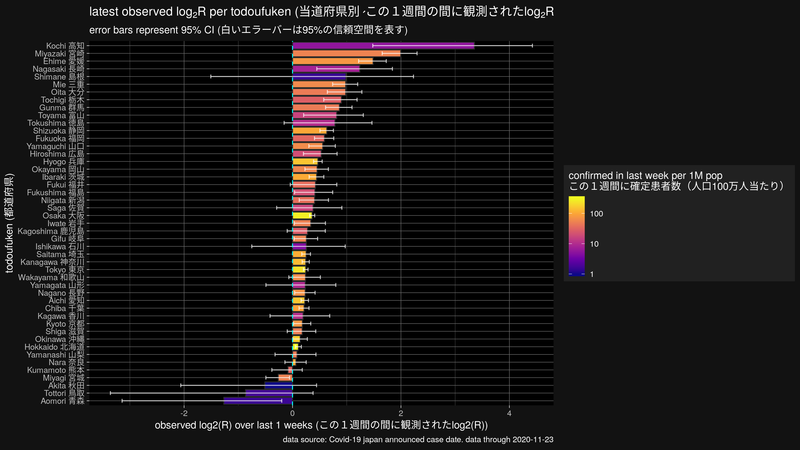 latest observed log2R per todoufuken (当道府県別 -この１週間の間に観測されたlog2R
error bars represent 95% CI (白いエラーバーは95%の信頼空間を表す)
todoufuken (都道府県)
Kochi 高知
Miyazaki 宮崎
Ehime 愛媛
Nagasaki 長崎
Shimane 島根
Mie 三重
Oita 大分
Tochigi 栃木
Gunma 群馬
Toyama 富山
Tokushima 徳島
Shizuoka 静岡
Fukuoka 福岡
Yamaguchi 山口
Hiroshima 広島
Hyogo 兵庫
Okayama 岡山
Ibaraki 茨城
Fukui 福井
Fukushima 福島
Niigata 新潟
Saga 佐賀
Osaka 大阪
Iwate 岩手
Kagoshima 鹿児島
Gifu 岐阜
Ishikawa 石川
Saitama 埼玉
Kanagawa 神奈川
Tokyo 東京
Wakayama 和歌山
Yamagata 山形
Nagano 長野
Aichi 愛知
Chiba 千葉
Kagawa 香川
Kyoto 京都
Shiga 滋賀
Okinawa 沖縄
Hokkaido 北海道
Yamanashi 山梨
Nara 奈良
Kumamoto 熊本
Miyagi 宮城
Akita 秋田
Tottori 鳥取
Aomori 青森
-2 0 2 4
observed log2(R) over last 1 weeks (この１週間の間に観測されたlog2(R))
data source: Covid-19 japan announced case date. data through 2020-11-23
confirmed in last week per 1M pop
この１週間に確定患者数（人口100万人当たり）
100
10
1